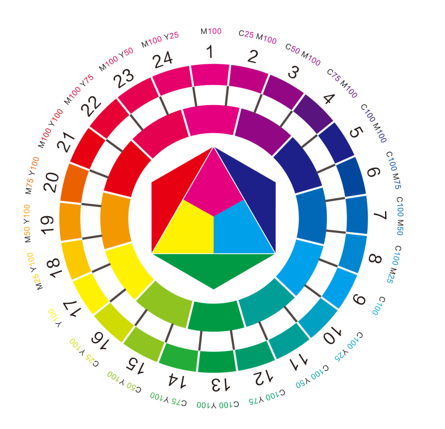 M100
1
C25 M100
2
C50 M100
3
C75 M100
4
C100 M100
5
C100 M75
6
C100 M50
7
C100 M25
8
C100
9
C100 Y25
10
C100 Y50
11
C100 Y75
12
C100 Y100
13
C75 Y100
14
C50 Y100
15
C25 Y100
16
Y100
17
M25 Y100
18
M50 Y100
19
M75 Y100
20
M100 Y100
21
M100 Y75
22
M100 Y50
23
M100 Y25
24